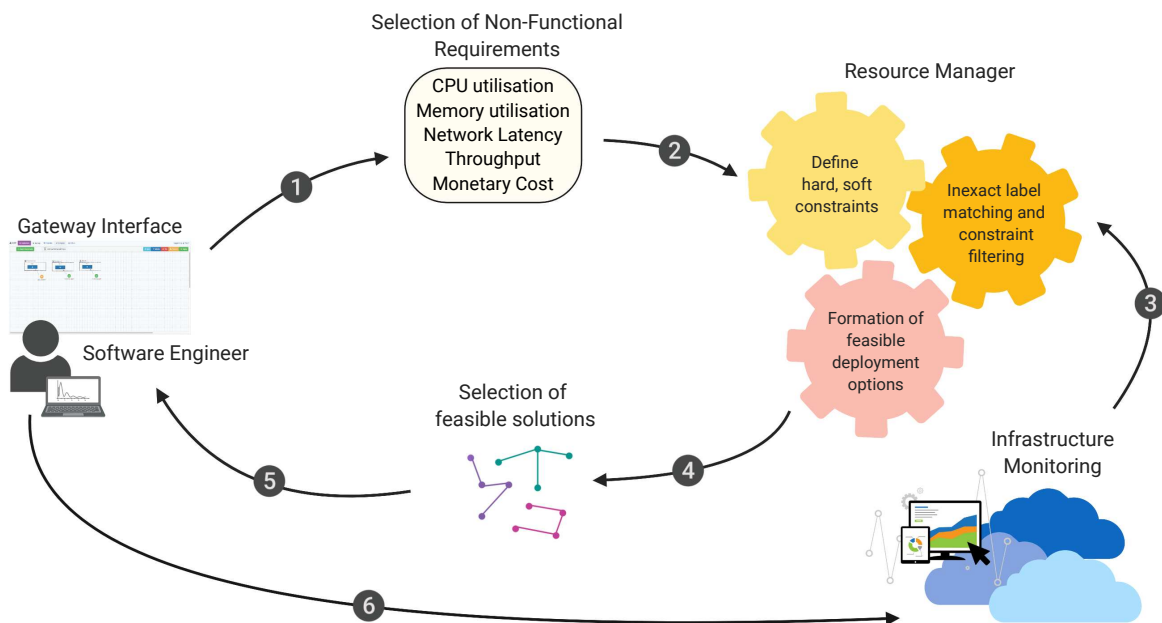 Selection of Non-Functional
Requirements
CPU utilisation
Memory utilisation
Network Latency
Throughput
Monetary Cost
Resource Manager
Define
hard, soft
constraints
Inexact label
matching and
constraint
filtering
Formation of
feasible
deployment
options
1
2
3
Gateway Interface
Software Engineer
Selection of
feasible solutions
4
5
Infrastructure
Monitoring
6